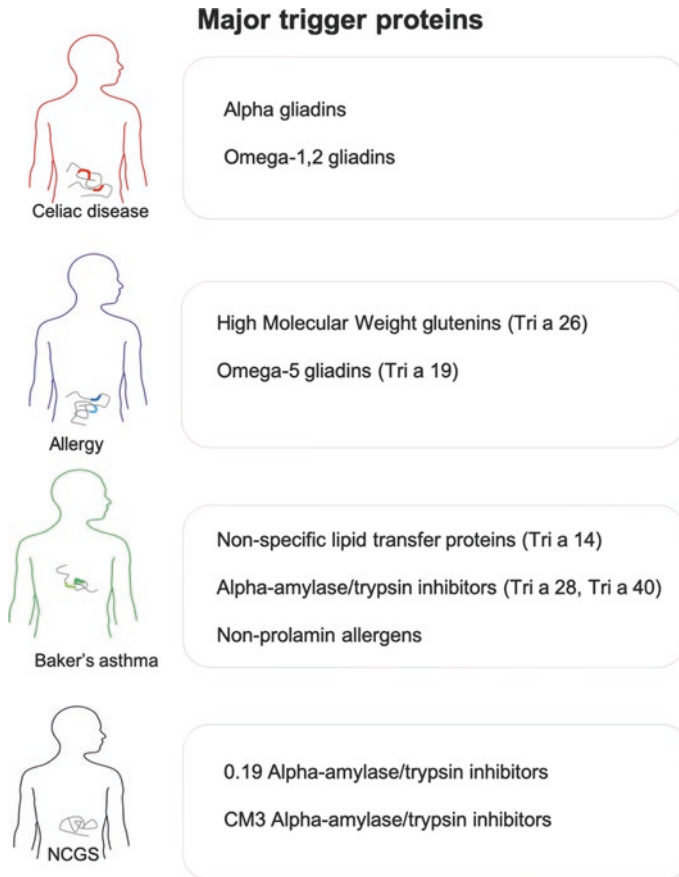 Major trigger proteins
Alpha gliadins
Omega-1,2 gliadins
Celiac disease
High Molecular Weight glutenins (Tri a 26)
Omega-5 gliadins (Tri a 19)
Allergy
Non-specific lipid transfer proteins (Tri a 14)
Alpha-amylase/trypsin inhibitors (Tri a 28, Tri a 40)
Non-prolamin allergens
Baker's asthma
0.19 Alpha-amylase/trypsin inhibitors
CM3 Alpha-amylase/trypsin inhibitors
NCGS